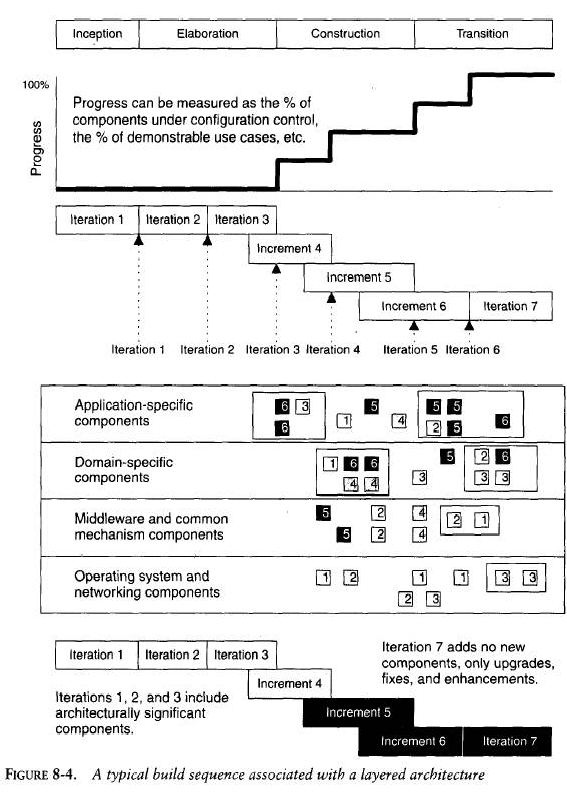 Inception Elaboration Construction Transition
100%
Progress
Progress can be measured as the % of
components under configuration control,
the % of demonstrable use cases, etc.
Iteration 1 Iteration 2 Iteration 3
Increment 4
Increment 5
Increment 6 Iteration 7
Iteration 1 Iteration 2 Iteration 3 Iteration 4 Iteration 5 Iteration 6
Application-specific
components
6 3 5 5 5
1 4
6 2 5 6
Domain-specific
components
5 2 6
1 6 6
4 4 3 3 3
Middleware and common
mechanism components
5 2 4 2 1
5 2 4
Operating system and
networking components
1 2 1 1 3 3
2 3
Iteration 1 Iteration 2 Iteration 3
Increment 4
Increment 5
Increment 6 Iteration 7
Iteration 7 adds no new
components, only upgrades,
fixes, and enhancements.
Iterations 1, 2, and 3 include
architecturally significant
components.
FIGURE 8-4. A typical build sequence associated with a layered architecture